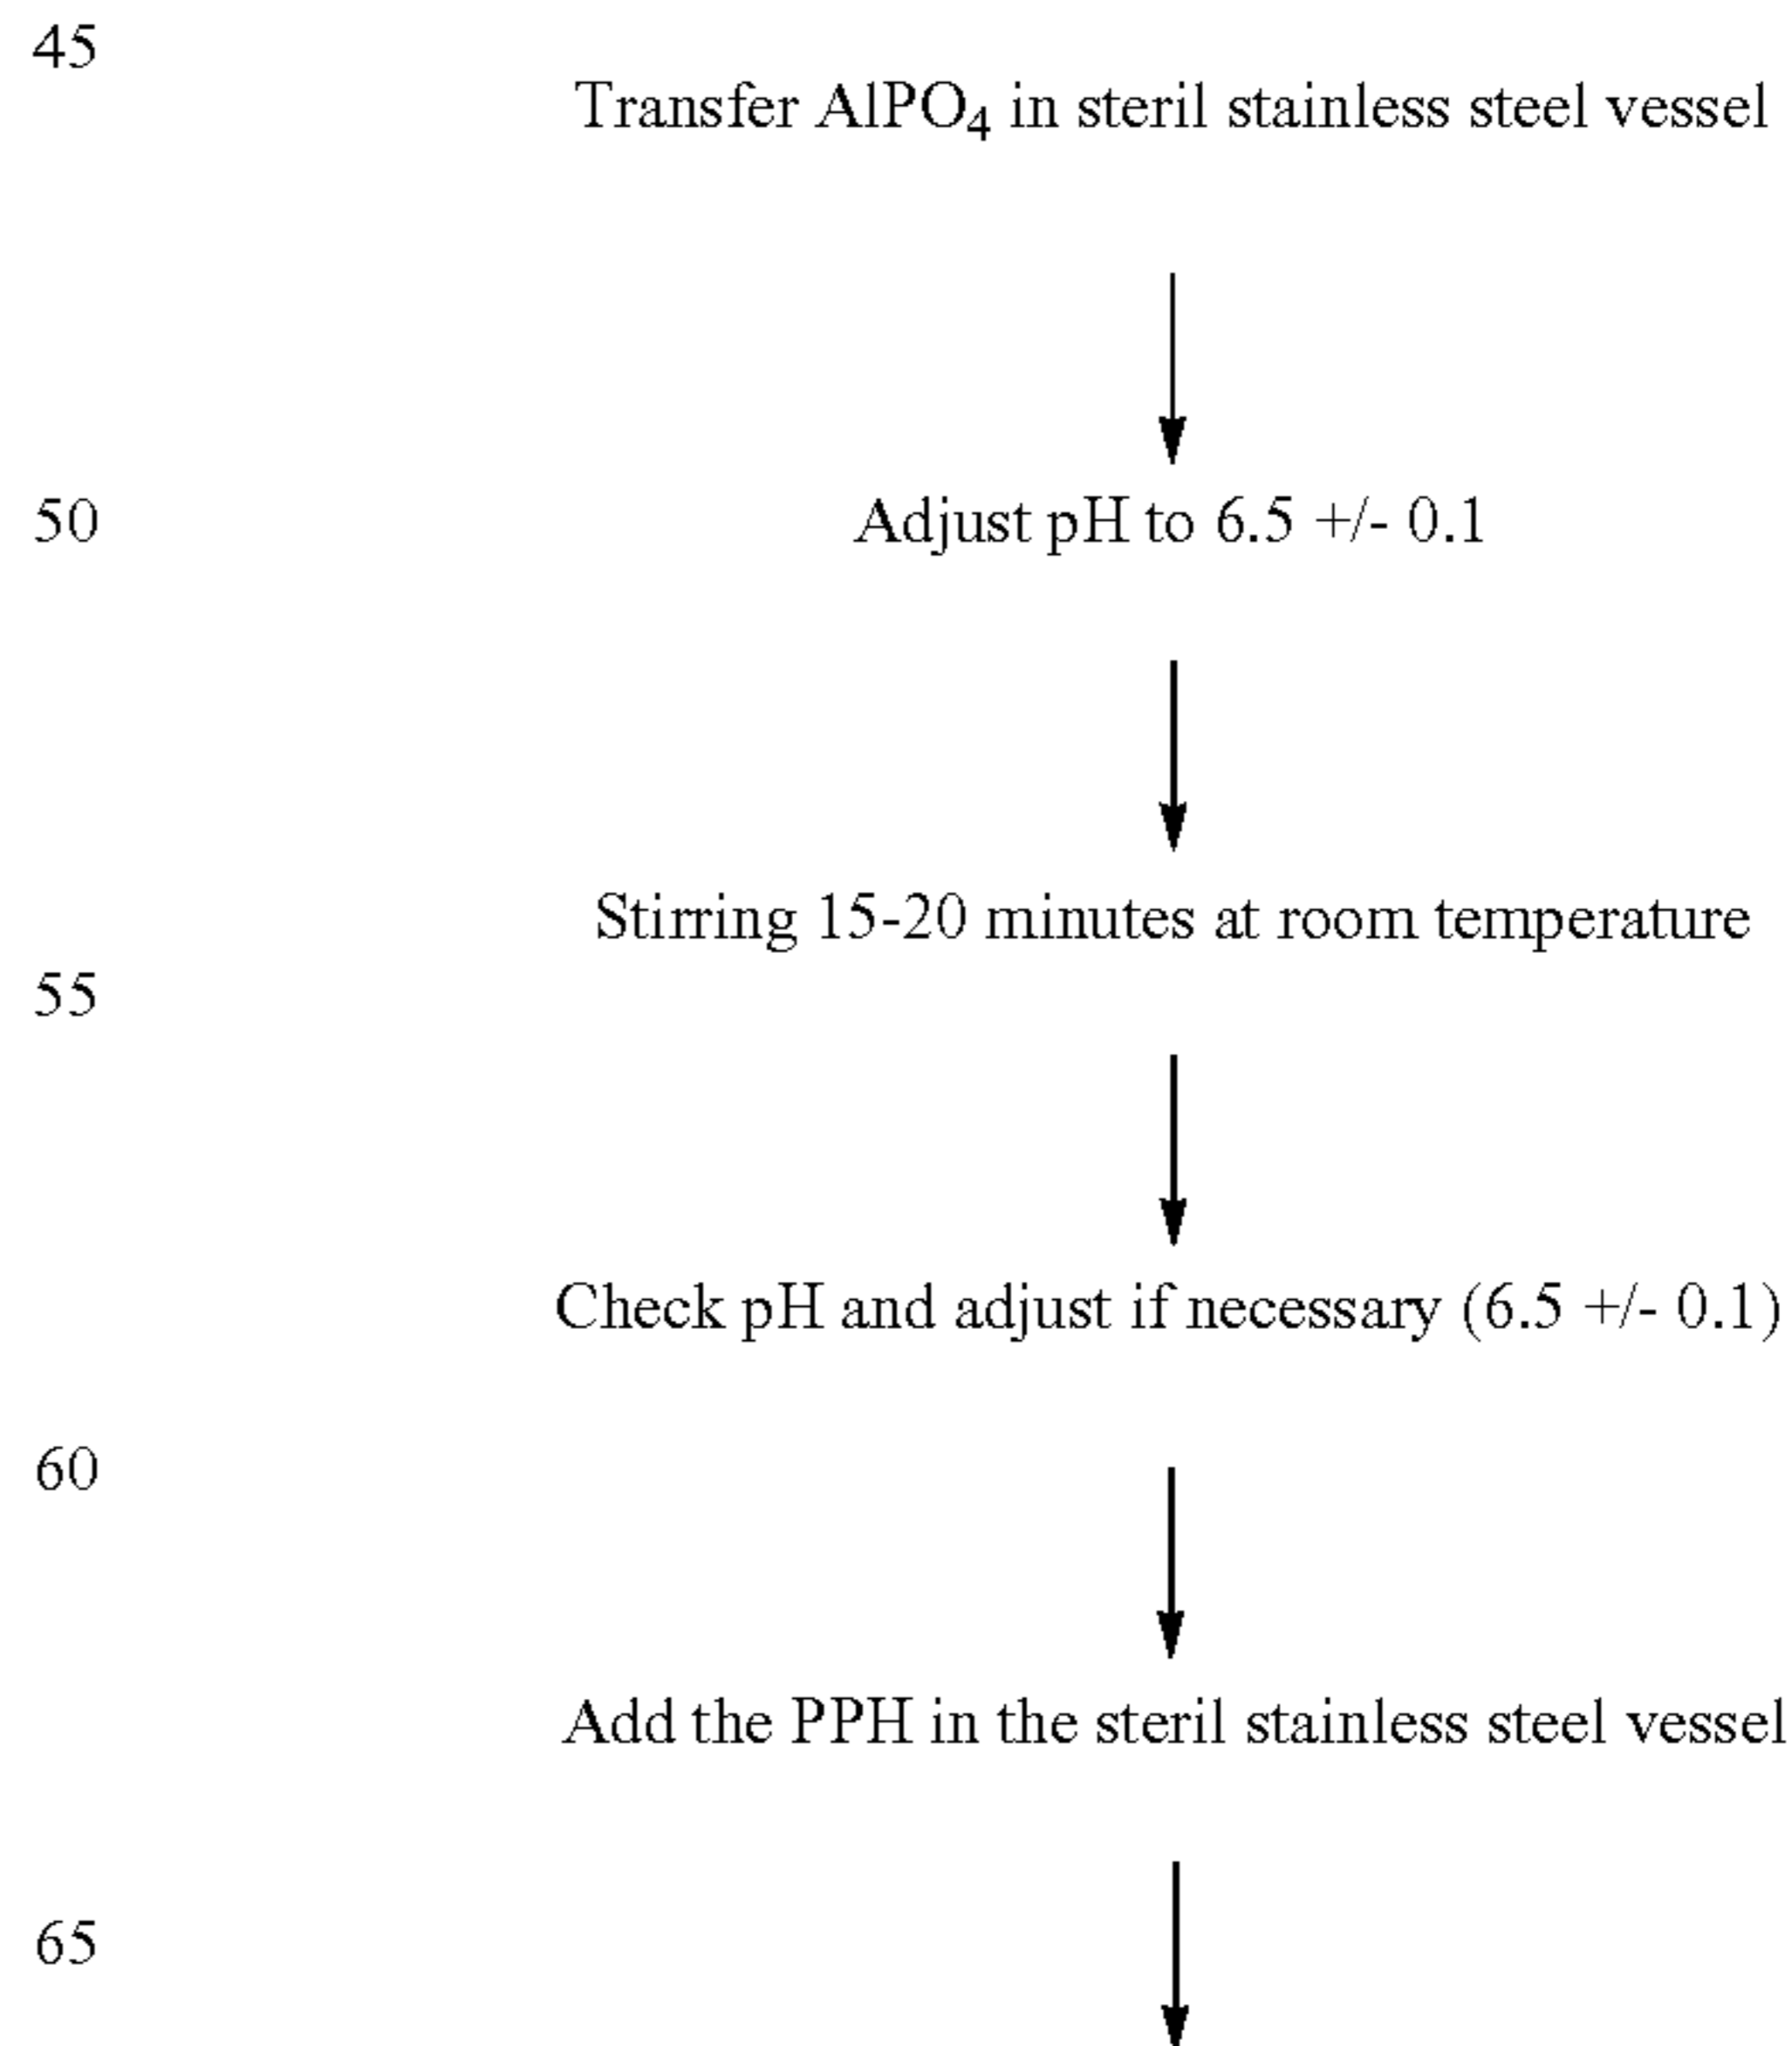 45
Transfer AlPO₄ in steril stainless steel vessel
50
Adjust pH to 6.5 +/- 0.1
Stirring 15-20 minutes at room temperature
55
Check pH and adjust if necessary (6.5 +/- 0.1)
60
Add the PPH in the steril stainless steel vessel
65